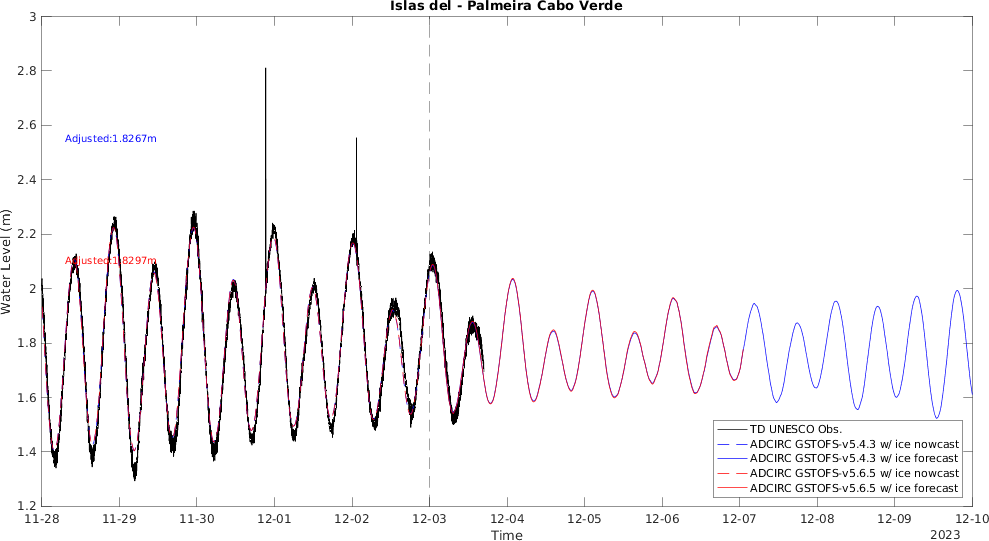 Islas del - Palmeira Cabo Verde
3
2.8
2.6
2.4
2.2
2
1.8
1.6
1.4
1.2
Water Level (m)
Adjusted:1.8267m
Adjusted:1.8297m
TD UNESCO Obs.
ADCIRC GSTOFS-v5.4.3 w/ ice nowcast
ADCIRC GSTOFS-v5.4.3 w/ ice forecast
ADCIRC GSTOFS-v5.6.5 w/ ice nowcast
ADCIRC GSTOFS-v5.6.5 w/ ice forecast
11-28 11-29 11-30 12-01 12-02 12-03 12-04 12-05 12-06 12-07 12-08 12-09 12-10
Time
2023